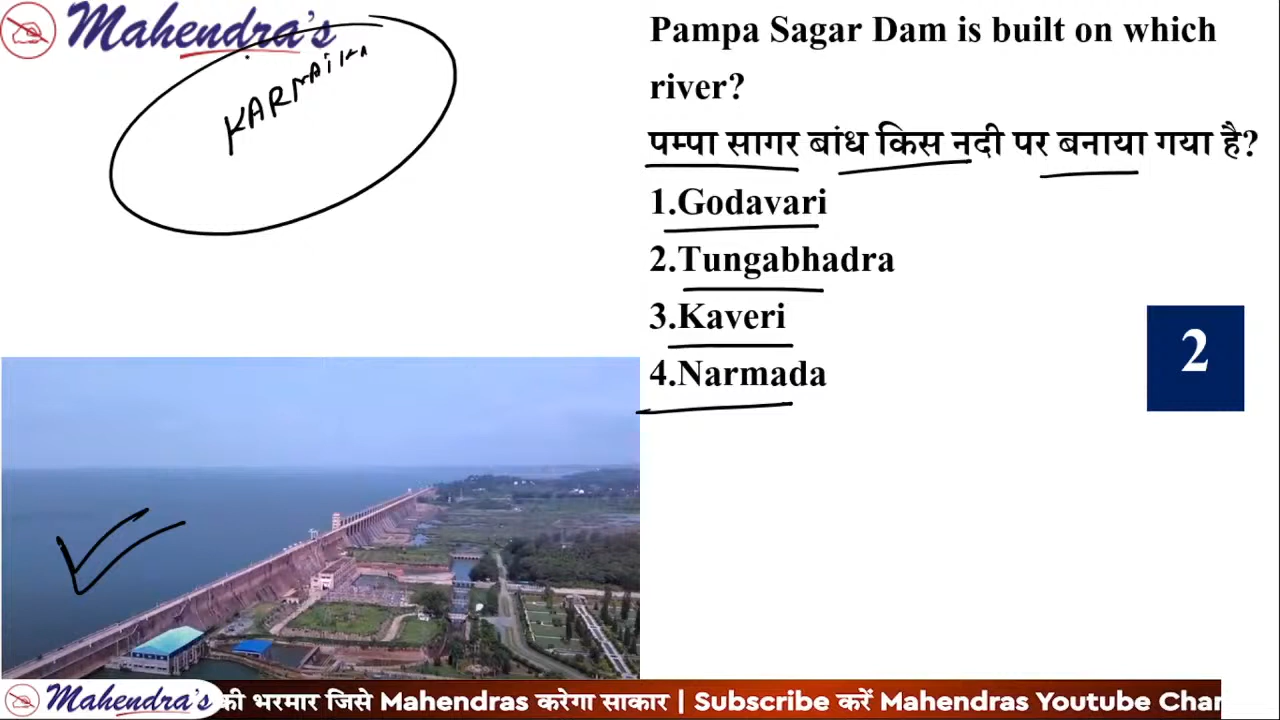 Mahendra's
KARNAIKA
Pampa Sagar Dam is built on which
river?
पम्पा सागर बांध किस नदी पर बनाया गया है?
1.Godavari
2.Tungabhadra
3.Kaveri
4.Narmada
2
Mahendra's की भरमार जिसे Mahendras करेगा साकार | Subscribe करें Mahendras Youtube Chan